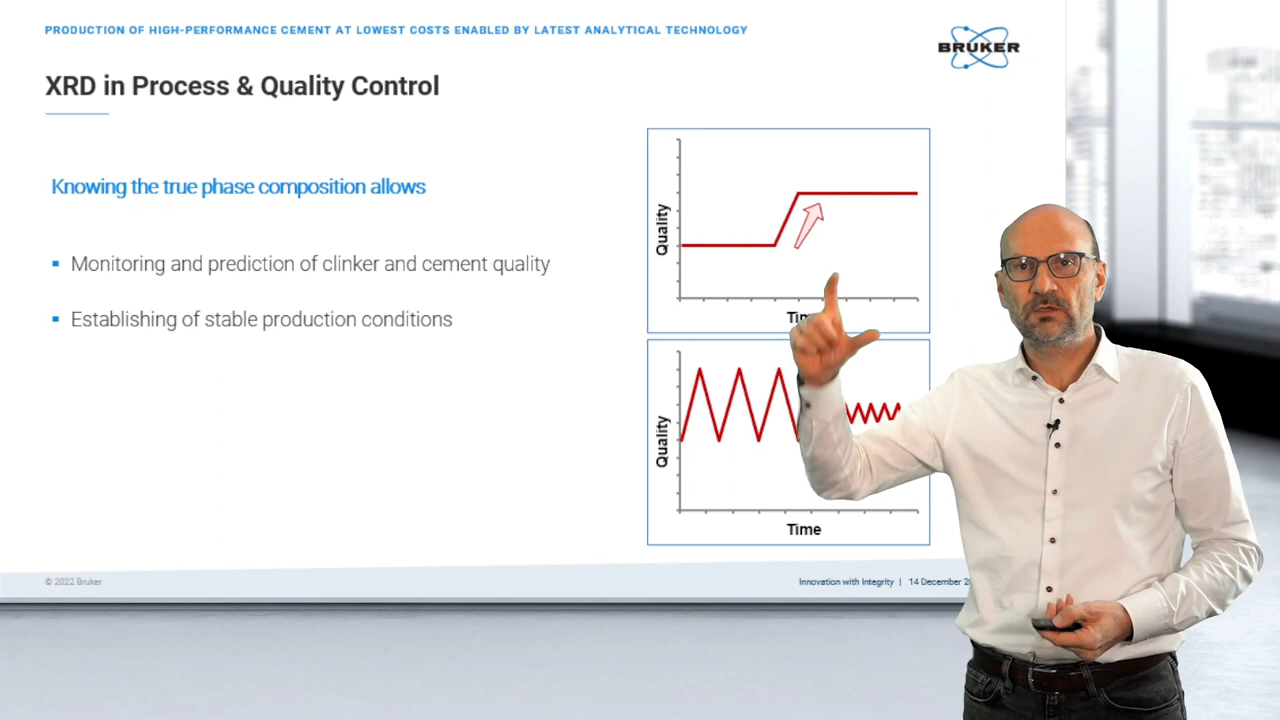 PRODUCTION OF HIGH-PERFORMANCE CEMENT AT LOWEST COSTS ENABLED BY LATEST ANALYTICAL TECHNOLOGY
BRUKER
XRD in Process & Quality Control
Knowing the true phase composition allows
▪ Monitoring and prediction of clinker and cement quality
▪ Establishing of stable production conditions
Quality
Quality
Time
© 2022 Bruker
Innovation with Integrity | 14 December